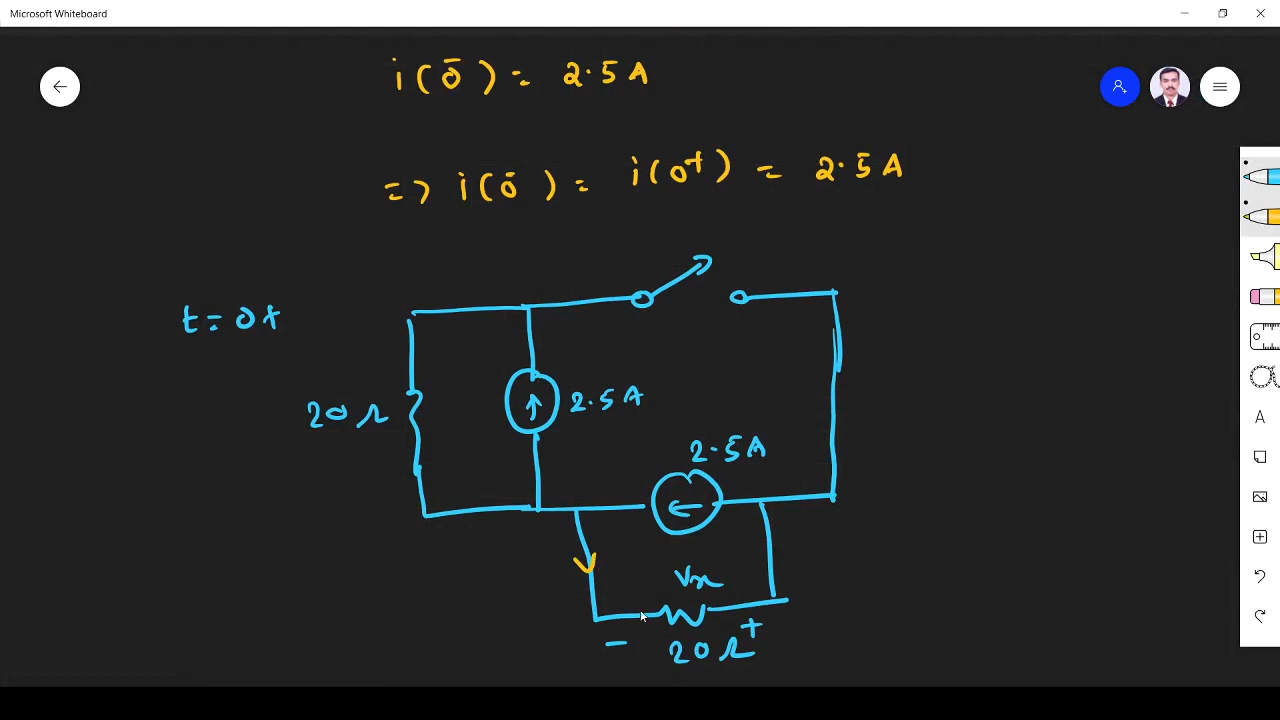 Microsoft Whiteboard
i(0̄) = 2.5 A
=> i(0̄) = i(0⁺) = 2.5 A
t = 0+
20 Ω
2.5 A
2.5 A
Vx
- 20 Ω +
A